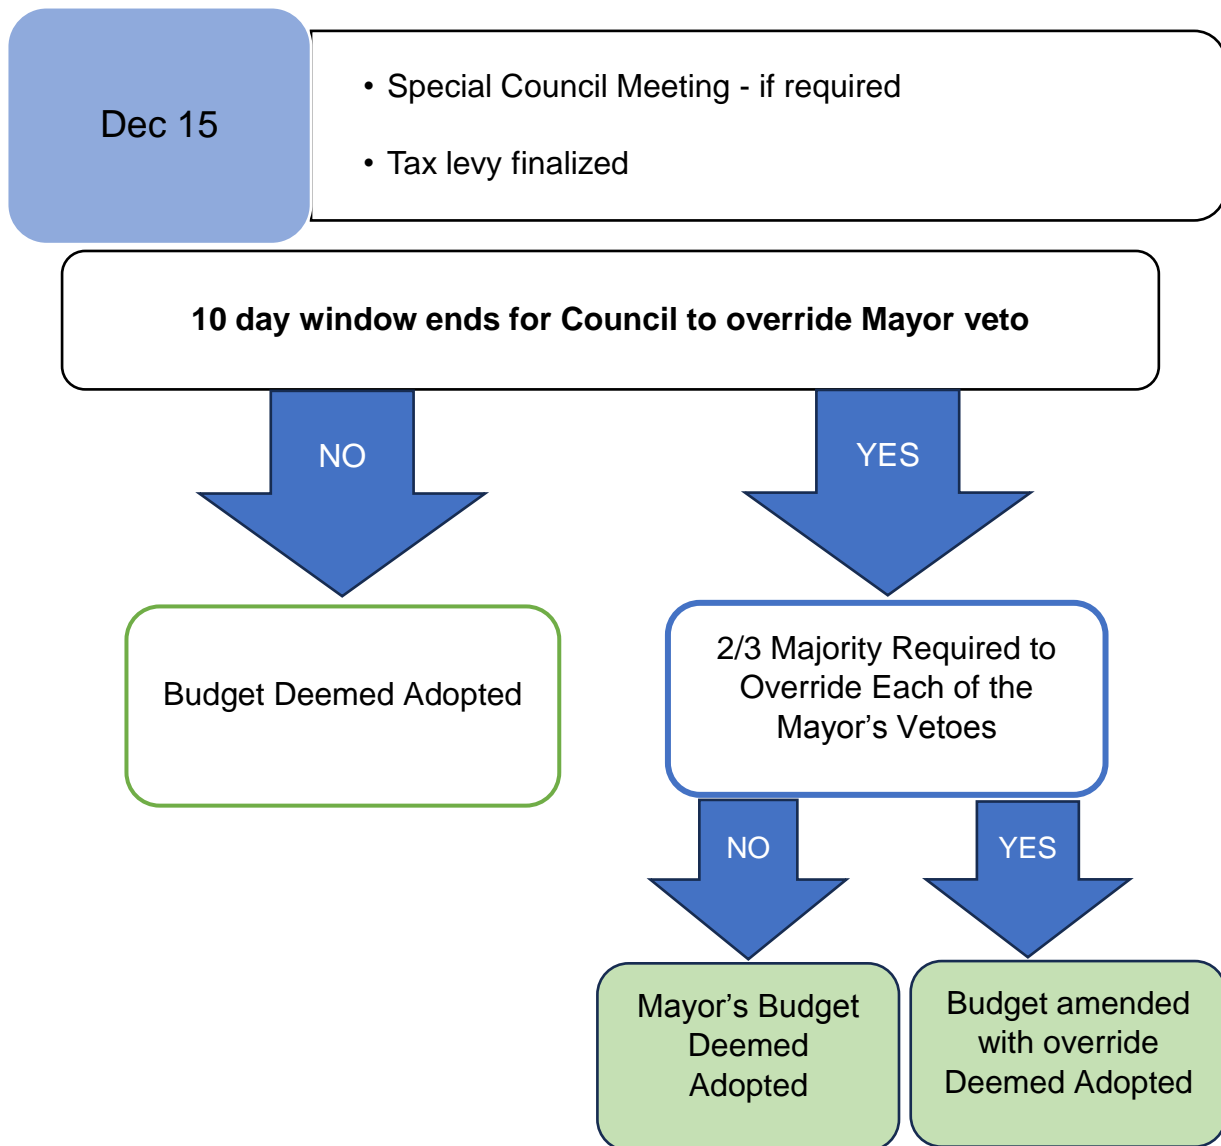 Dec 15
• Special Council Meeting - if required
• Tax levy finalized
10 day window ends for Council to override Mayor veto
NO
YES
Budget Deemed Adopted
2/3 Majority Required to
Override Each of the
Mayor’s Vetoes
NO
YES
Mayor’s Budget
Deemed
Adopted
Budget amended
with override
Deemed Adopted